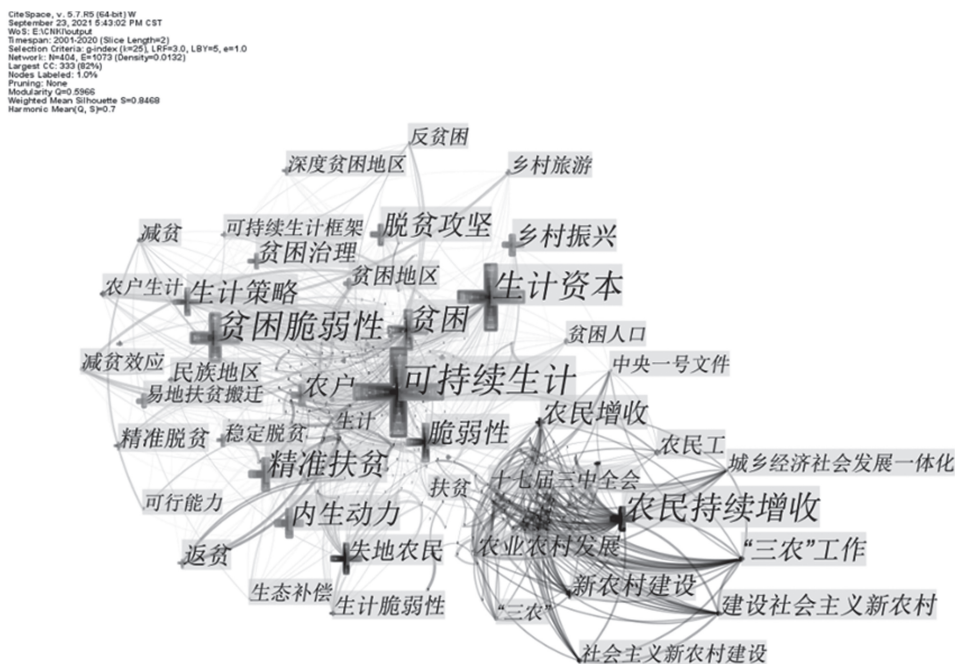 CiteSpace, v. 5.7.R5 (64-bit) W
September 23, 2021 5:43:02 PM CST
WoS: E:\CNKI\output
Timespan: 2001-2020 (Slice Length=2)
Selection Criteria: g-index (k=25), LRF=3.0, LBY=5, e=1.0
Network: N=404, E=1073 (Density=0.0132)
Largest CC: 333 (82%)
Nodes Labeled: 1.0%
Pruning: None
Modularity Q=0.5966
Weighted Mean Silhouette S=0.8468
Harmonic Mean(Q, S)=0.7
反贫困
深度贫困地区
乡村旅游
减贫
可持续生计框架
脱贫攻坚
乡村振兴
贫困治理
贫困地区
农户生计
生计策略
生计资本
贫困脆弱性
贫困
贫困人口
减贫效应
民族地区
中央一号文件
易地扶贫搬迁
农户
可持续生计
生计
农民增收
精准脱贫
稳定脱贫
脆弱性
农民工
精准扶贫
城乡经济社会发展一体化
扶贫
十七届三中全会
可行能力
内生动力
农民持续增收
返贫
失地农民
农业农村发展
“三农”工作
生态补偿
新农村建设
生计脆弱性
“三农”
建设社会主义新农村
社会主义新农村建设